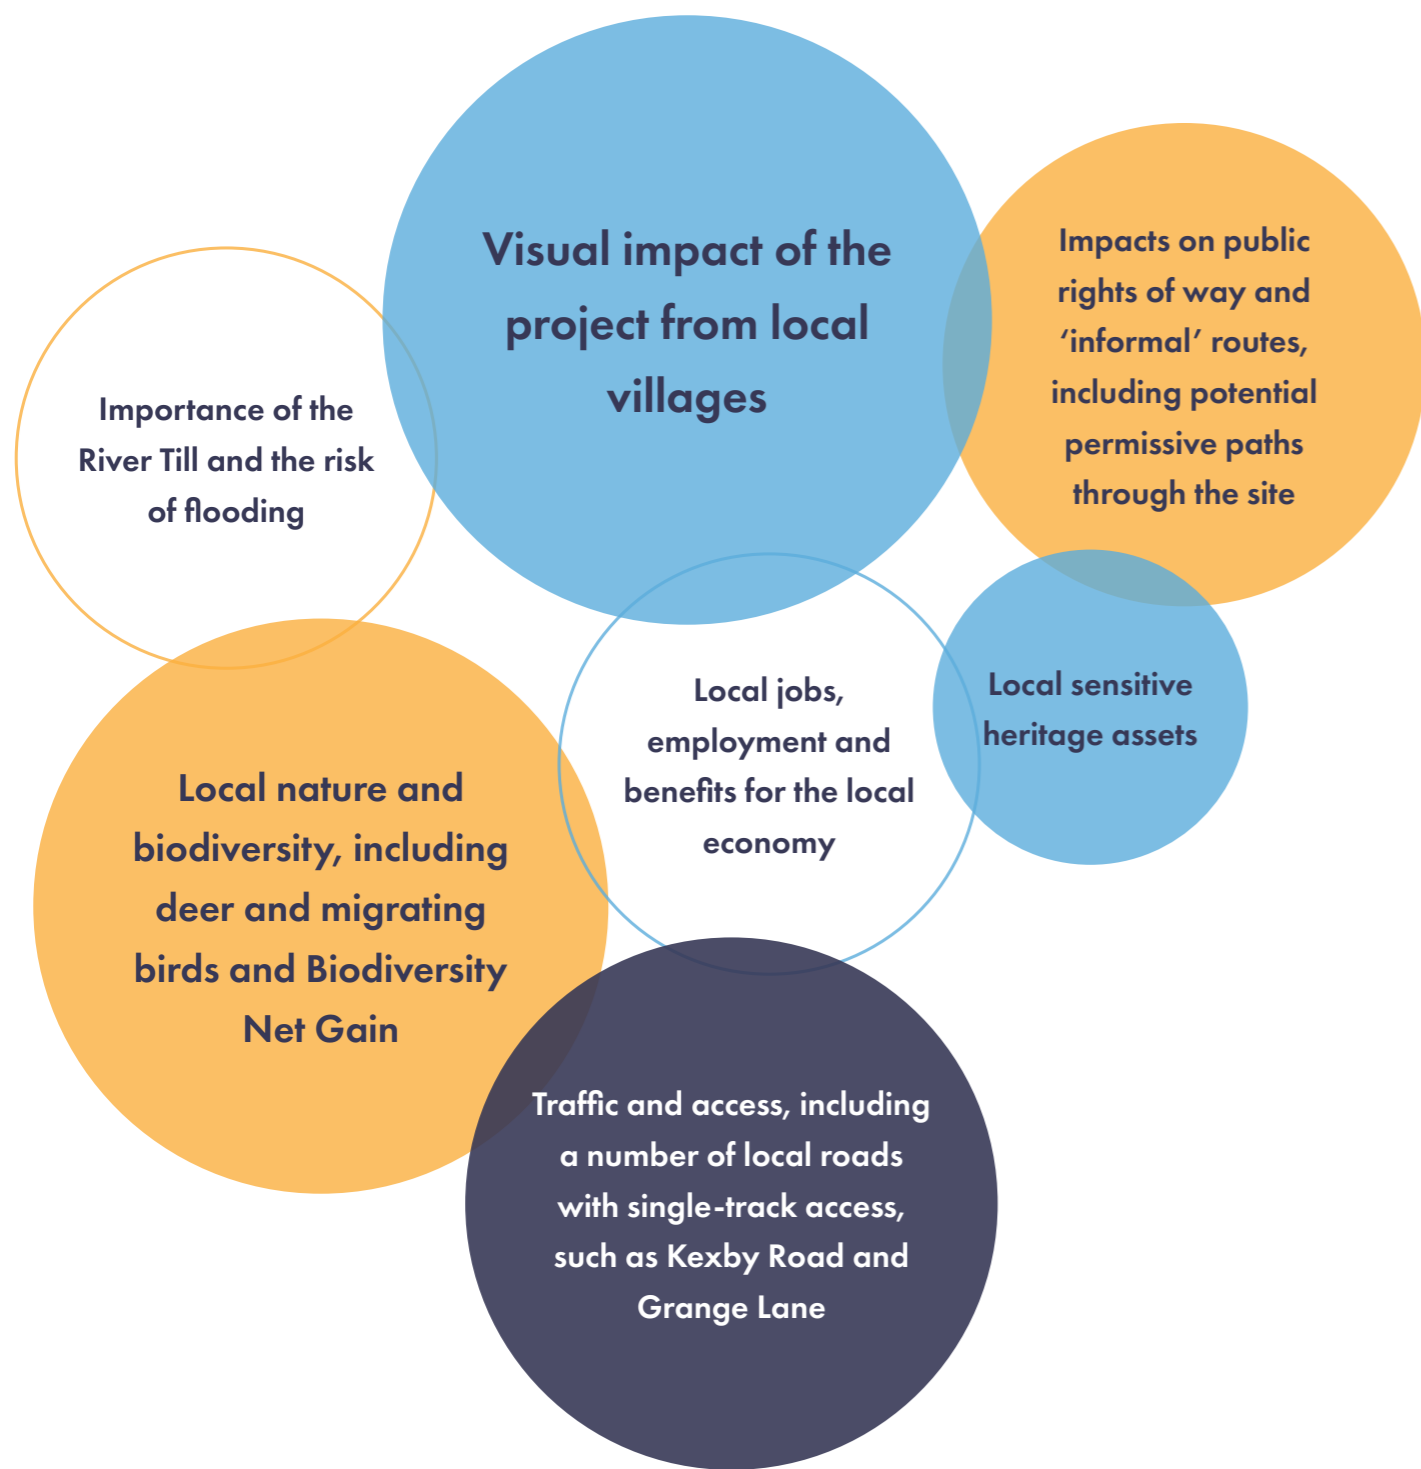 Visual impact of the
project from local
villages
Impacts on public
rights of way and
‘informal’ routes,
including potential
permissive paths
through the site
Importance of the
River Till and the risk
of flooding
Local jobs,
employment and
benefits for the local
economy
Local sensitive
heritage assets
Local nature and
biodiversity, including
deer and migrating
birds and Biodiversity
Net Gain
Traffic and access, including
a number of local roads
with single-track access,
such as Kexby Road and
Grange Lane